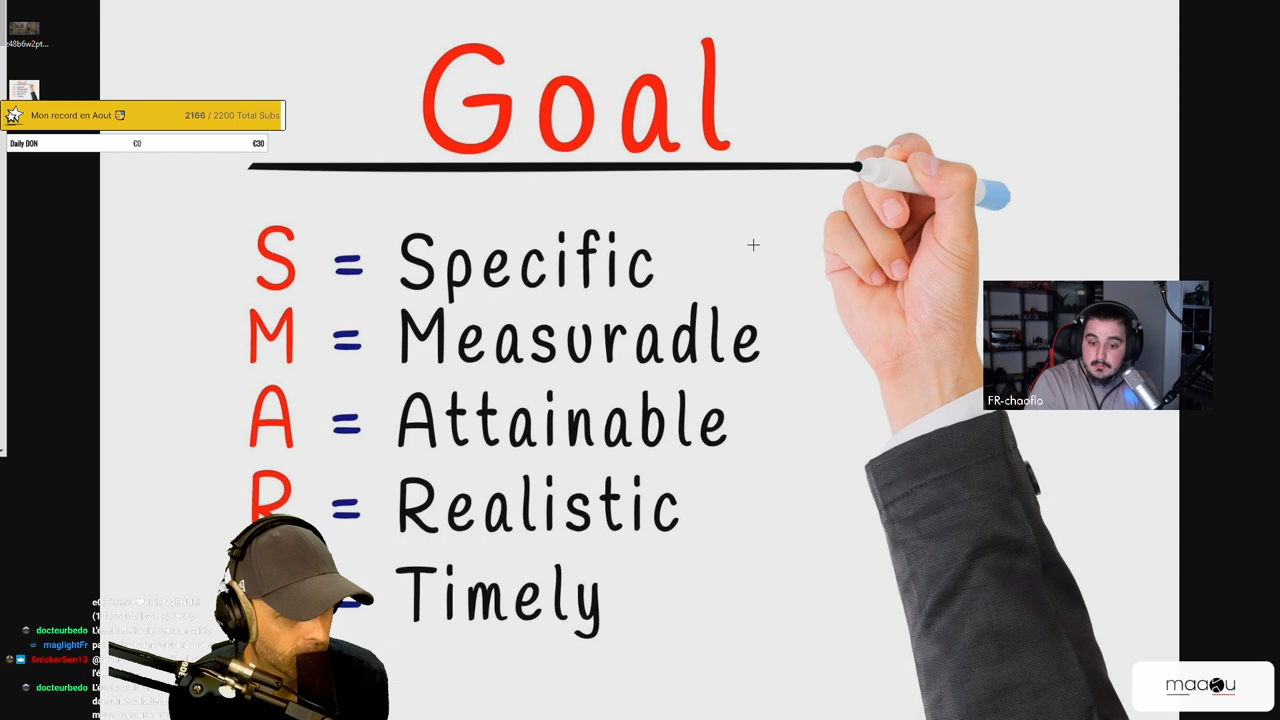 e48b6w2pt...
Mon record en Aout 2166 / 2200 Total Subs
Daily DON €0 €30
Goal
S = Specific
M = Measuradle
A = Attainable
R = Realistic
Timely
FR-chaoflo
docteurbedo
maglightFr
SnickerSen13
docteurbedo
maaou